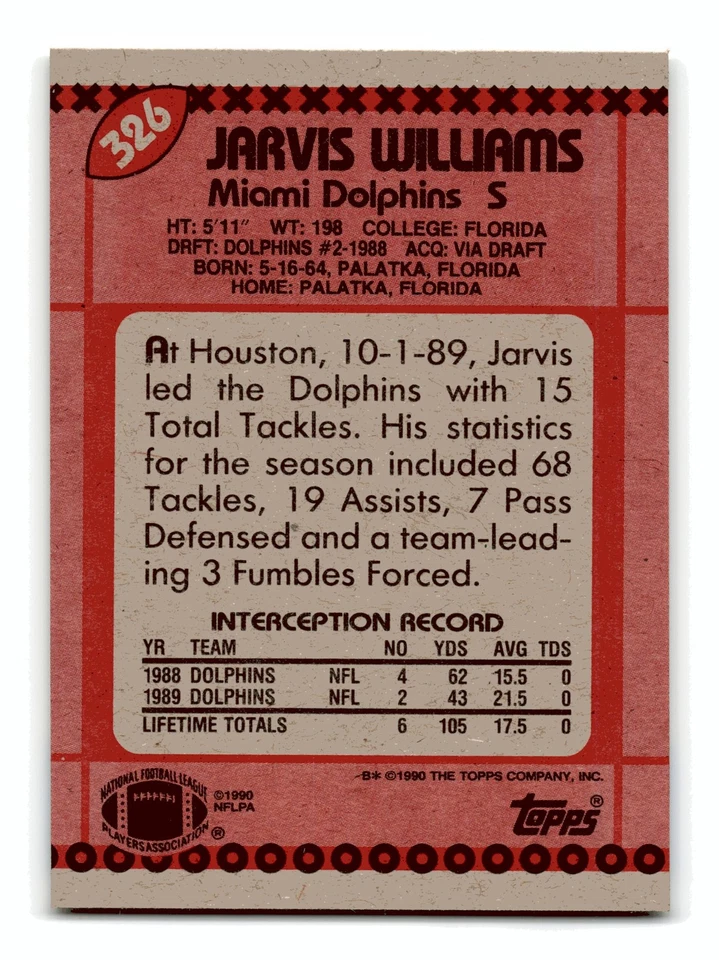 326
JARVIS WILLIAMS
Miami Dolphins S
HT: 5'11" WT: 198 COLLEGE: FLORIDA
DRFT: DOLPHINS #2-1988 ACQ: VIA DRAFT
BORN: 5-16-64, PALATKA, FLORIDA
HOME: PALATKA, FLORIDA
At Houston, 10-1-89, Jarvis
led the Dolphins with 15
Total Tackles. His statistics
for the season included 68
Tackles, 19 Assists, 7 Pass
Defensed and a team-lead-
ing 3 Fumbles Forced.
INTERCEPTION RECORD
YR TEAM NO YDS AVG TDS
1988 DOLPHINS NFL 4 62 15.5 0
1989 DOLPHINS NFL 2 43 21.5 0
LIFETIME TOTALS 6 105 17.5 0
NATIONAL FOOTBALL LEAGUE
PLAYERS ASSOCIATION ®
©1990
NFLPA
-B* ©1990 THE TOPPS COMPANY, INC.
Topps®